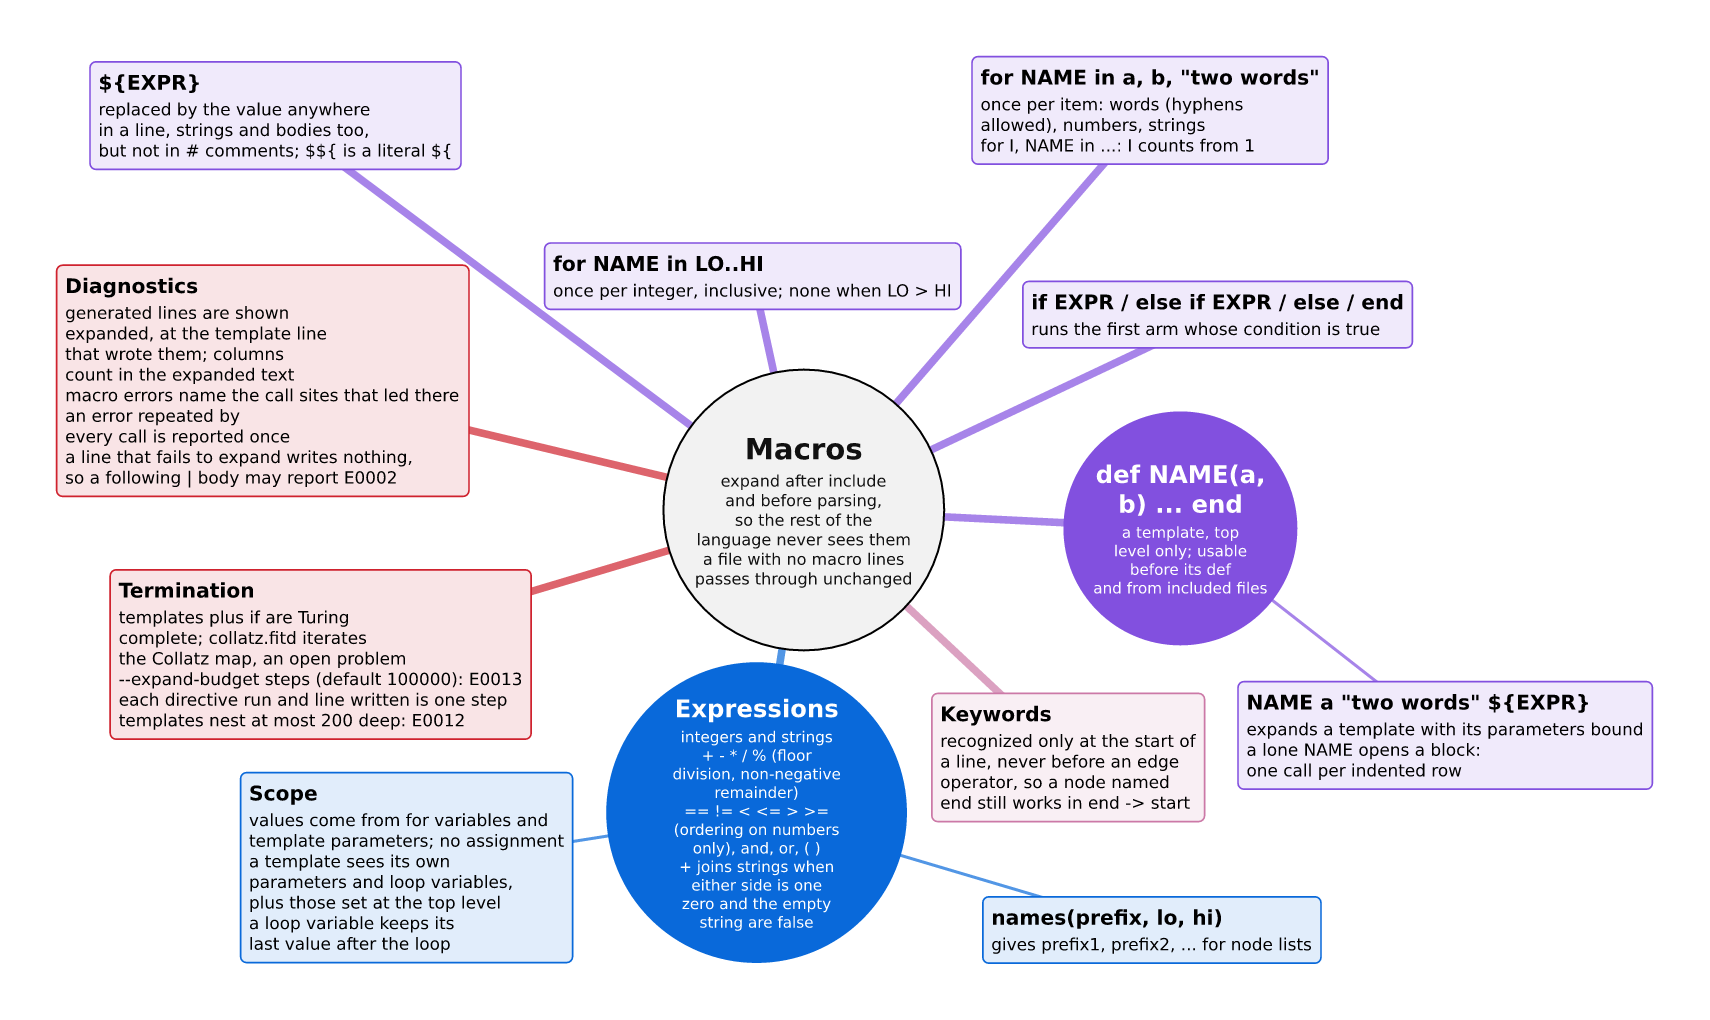 ${EXPR}
replaced by the value anywhere
in a line, strings and bodies too,
but not in # comments; $${ is a literal ${
for NAME in a, b, "two words"
once per item: words (hyphens
allowed), numbers, strings
for I, NAME in ...: I counts from 1
for NAME in LO..HI
once per integer, inclusive; none when LO > HI
if EXPR / else if EXPR / else / end
runs the first arm whose condition is true
Diagnostics
generated lines are shown
expanded, at the template line
that wrote them; columns
count in the expanded text
macro errors name the call sites that led there
an error repeated by
every call is reported once
a line that fails to expand writes nothing,
so a following | body may report E0002
Macros
expand after include
and before parsing,
so the rest of the
language never sees them
a file with no macro lines
passes through unchanged
def NAME(a,
b) ... end
a template, top
level only; usable
before its def
and from included files
Termination
templates plus if are Turing
complete; collatz.fitd iterates
the Collatz map, an open problem
--expand-budget steps (default 100000): E0013
each directive run and line written is one step
templates nest at most 200 deep: E0012
Expressions
integers and strings
+ - * / % (floor
division, non-negative
remainder)
== != < <= > >=
(ordering on numbers
only), and, or, ( )
+ joins strings when
either side is one
zero and the empty
string are false
Keywords
recognized only at the start of
a line, never before an edge
operator, so a node named
end still works in end -> start
NAME a "two words" ${EXPR}
expands a template with its parameters bound
a lone NAME opens a block:
one call per indented row
Scope
values come from for variables and
template parameters; no assignment
a template sees its own
parameters and loop variables,
plus those set at the top level
a loop variable keeps its
last value after the loop
names(prefix, lo, hi)
gives prefix1, prefix2, ... for node lists